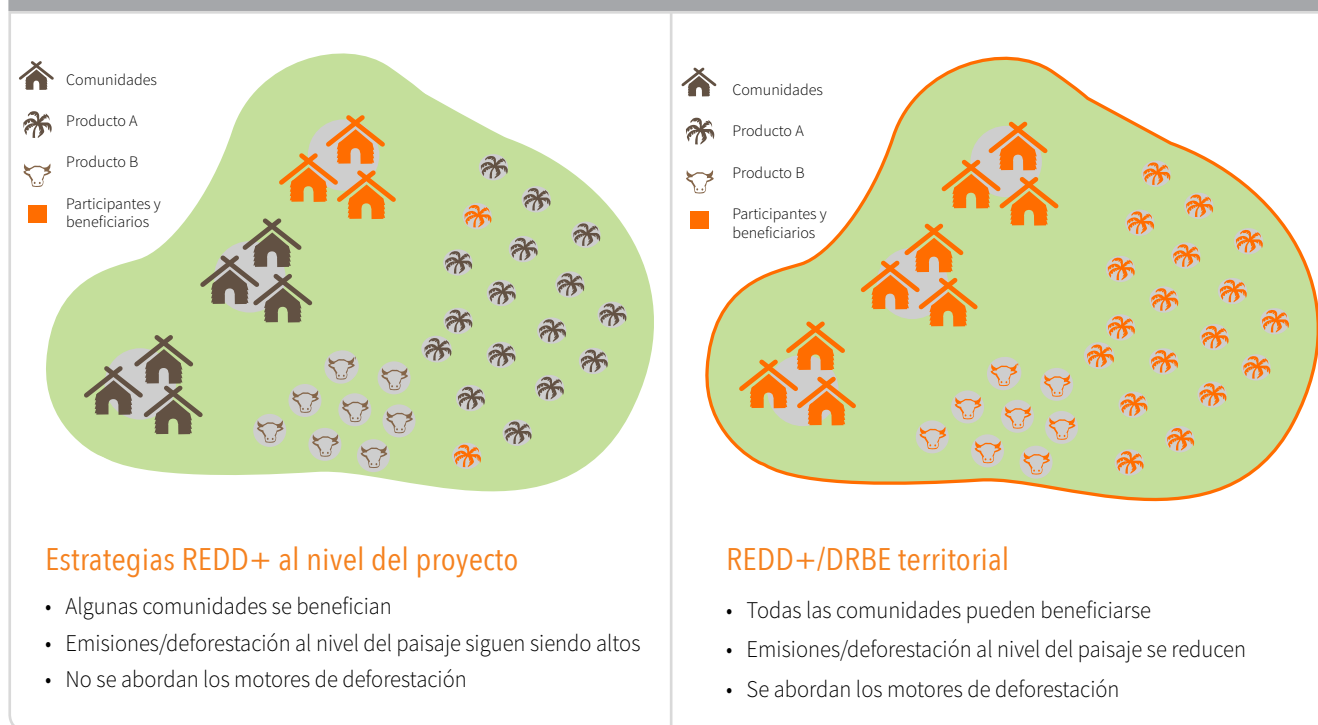 Comunidades
Producto A
Producto B
Participantes y
beneficiarios
Estrategias REDD+ al nivel del proyecto
• Algunas comunidades se benefician
• Emisiones/deforestación al nivel del paisaje siguen siendo altos
• No se abordan los motores de deforestación
Comunidades
Producto A
Producto B
Participantes y
beneficiarios
REDD+/DRBE territorial
• Todas las comunidades pueden beneficiarse
• Emisiones/deforestación al nivel del paisaje se reducen
• Se abordan los motores de deforestación